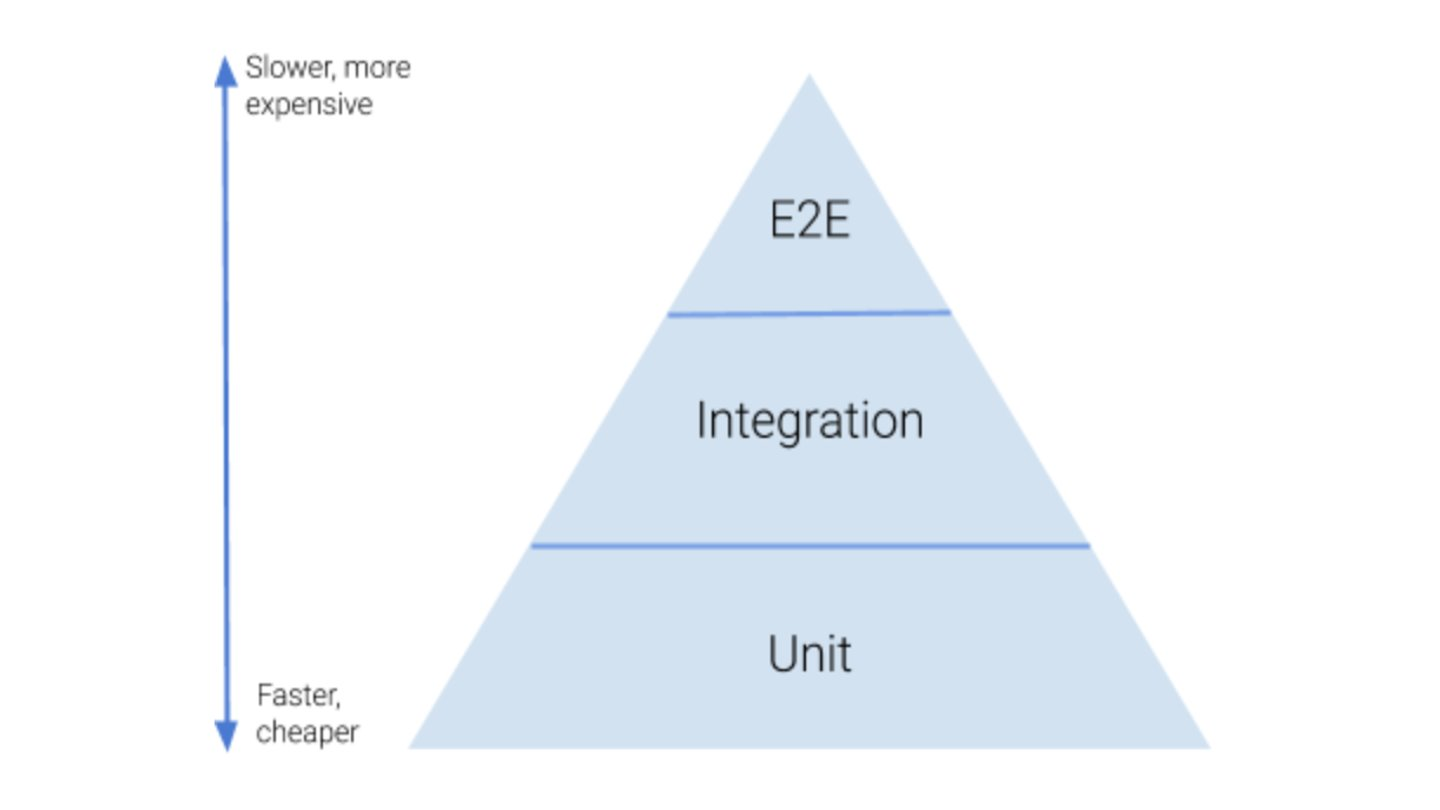 Slower, more
expensive
E2E
Integration
Unit
Faster,
cheaper